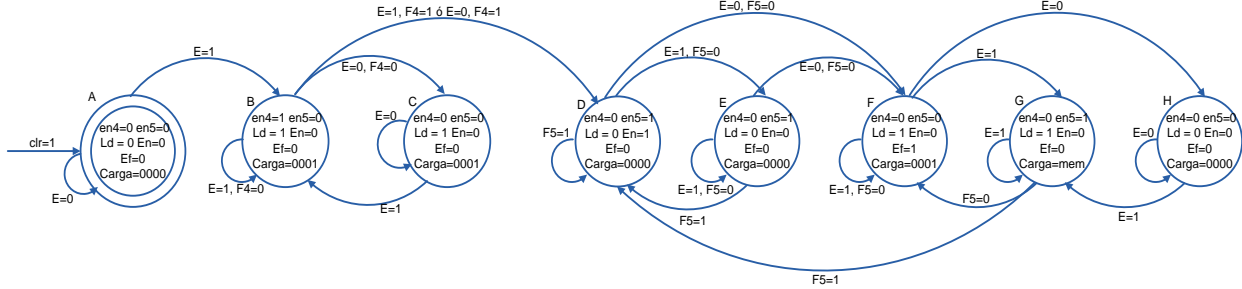 E=1, F4=1 ó E=0, F4=1
E=0, F5=0
E=0
E=1
E=1, F5=0
E=1
E=0, F4=0
E=0, F5=0
A
B
C
D
E
F
G
H
clr=1
E=0
en4=0 en5=0
Ld = 0 En=0
Ef=0
Carga=0000
en4=1 en5=0
Ld = 1 En=0
Ef=0
Carga=0001
E=1, F4=0
E=0
en4=0 en5=0
Ld = 1 En=0
Ef=0
Carga=0001
E=1
F5=1
en4=0 en5=1
Ld = 0 En=1
Ef=0
Carga=0000
en4=0 en5=1
Ld = 0 En=0
Ef=0
Carga=0000
E=1, F5=0
F5=1
en4=0 en5=0
Ld = 1 En=0
Ef=1
Carga=0001
E=1, F5=0
E=1
en4=0 en5=1
Ld = 1 En=0
Ef=0
Carga=mem
F5=0
E=0
en4=0 en5=0
Ld = 0 En=0
Ef=0
Carga=0000
E=1
F5=1